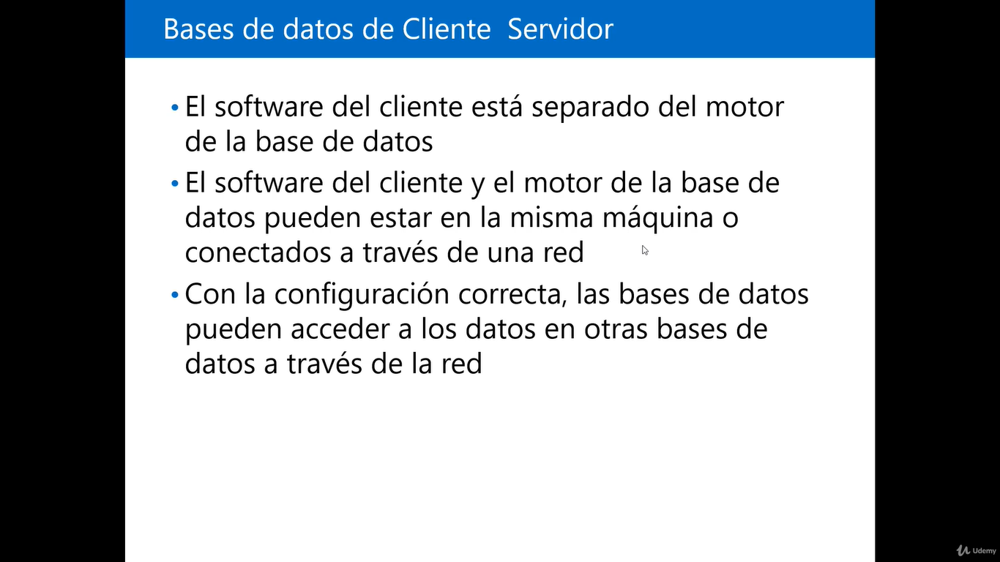 Bases de datos de Cliente  Servidor
• El software del cliente está separado del motor
de la base de datos
• El software del cliente y el motor de la base de
datos pueden estar en la misma máquina o
conectados a través de una red
• Con la configuración correcta, las bases de datos
pueden acceder a los datos en otras bases de
datos a través de la red
Udemy